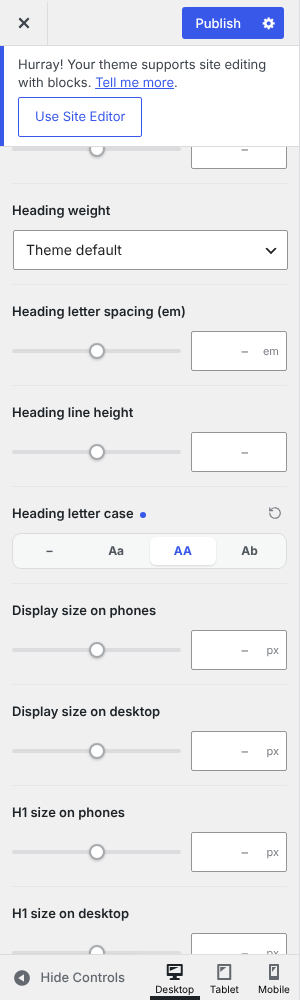 Publish
Hurray! Your theme supports site editing
with blocks. Tell me more.
Use Site Editor
–
Heading weight
Theme default
Heading letter spacing (em)
– em
Heading line height
–
Heading letter case
– Aa AA Ab
Display size on phones
– px
Display size on desktop
– px
H1 size on phones
– px
H1 size on desktop
– px
Hide Controls
Desktop Tablet Mobile